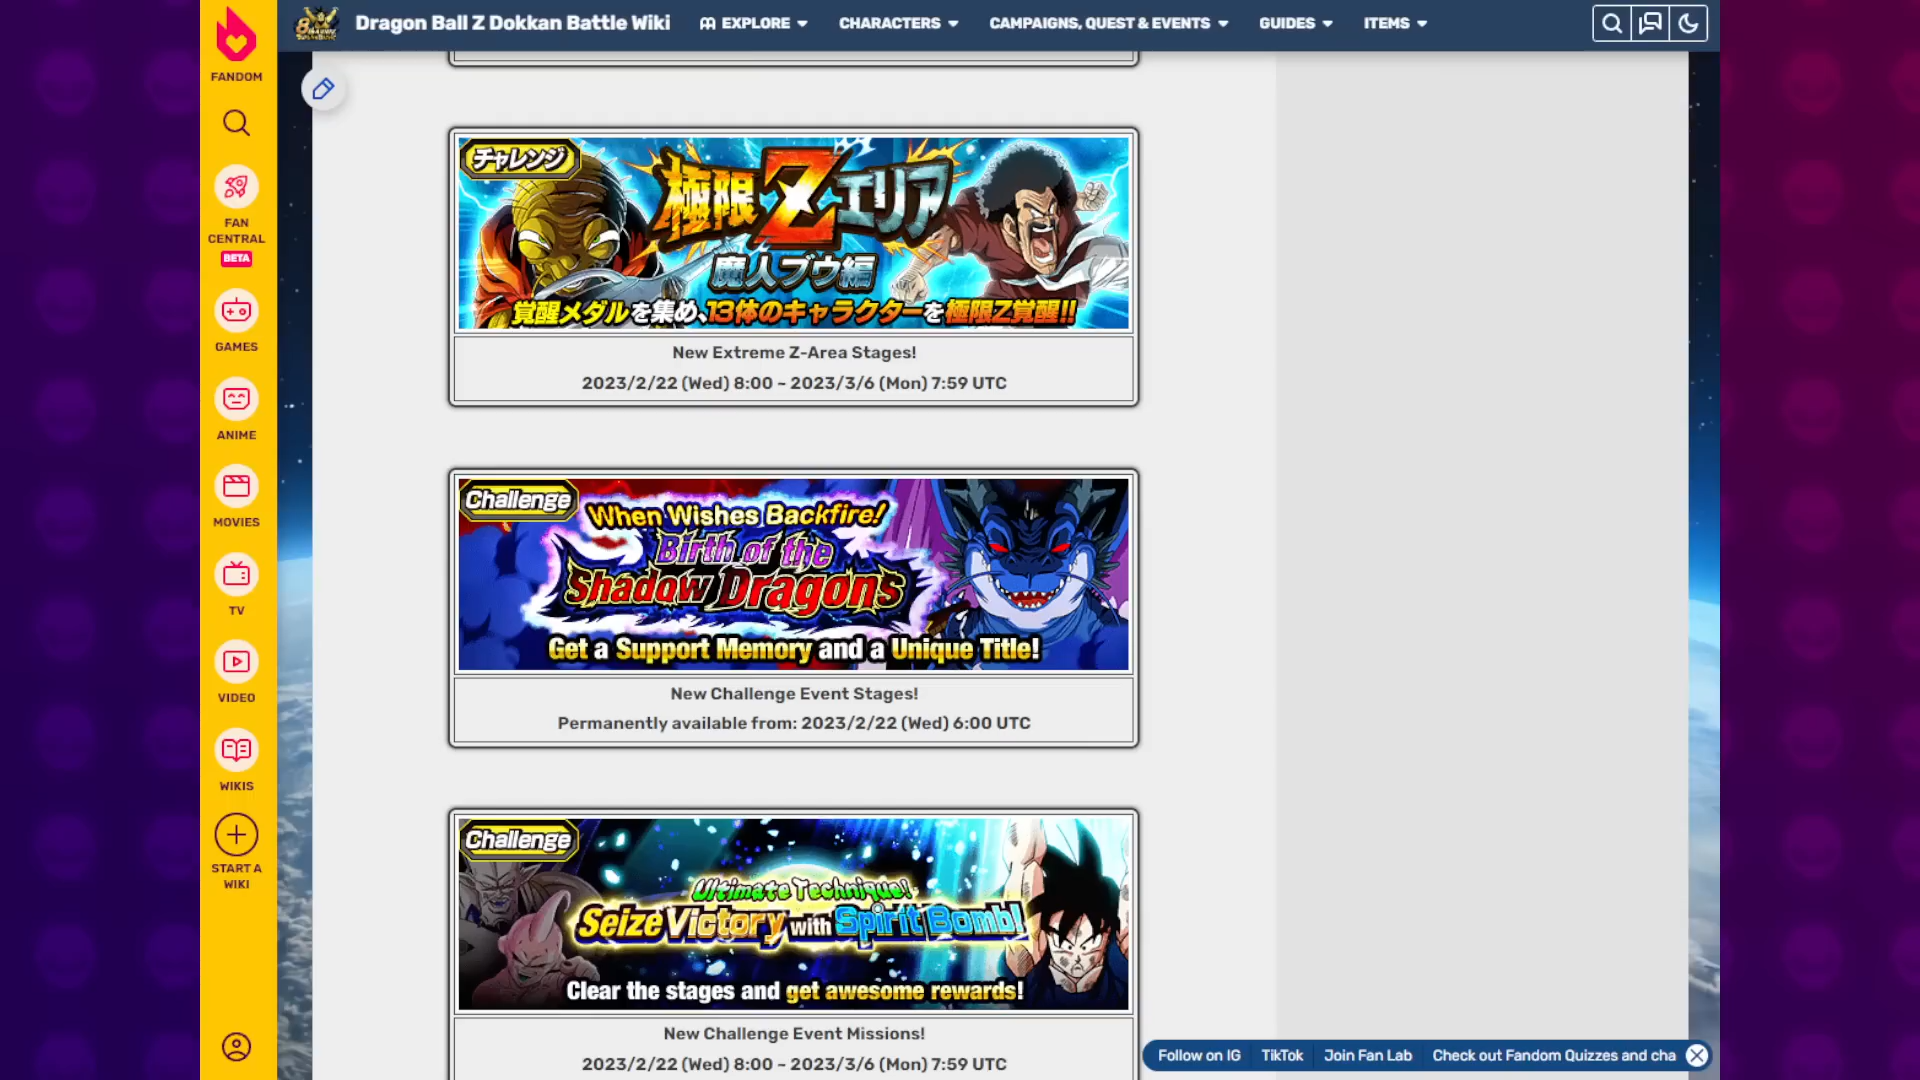 FANDOM
FAN
CENTRAL
BETA
GAMES
ANIME
MOVIES
TV
VIDEO
WIKIS
START A
WIKI
Dragon Ball Z Dokkan Battle Wiki
EXPLORE
CHARACTERS
CAMPAIGNS, QUEST & EVENTS
GUIDES
ITEMS
チャレンジ
極限Zエリア
魔人ブウ編
覚醒メダルを集め、13体のキャラクターを極限Z覚醒!!
New Extreme Z-Area Stages!
2023/2/22 (Wed) 8:00 ~ 2023/3/6 (Mon) 7:59 UTC
Challenge
When Wishes Backfire!
Birth of the
Shadow Dragons
Get a Support Memory and a Unique Title!
New Challenge Event Stages!
Permanently available from: 2023/2/22 (Wed) 6:00 UTC
Challenge
Ultimate Technique!
Seize Victory with Spirit Bomb!
Clear the stages and get awesome rewards!
New Challenge Event Missions!
2023/2/22 (Wed) 8:00 ~ 2023/3/6 (Mon) 7:59 UTC
Follow on IG
TikTok
Join Fan Lab
Check out Fandom Quizzes and cha